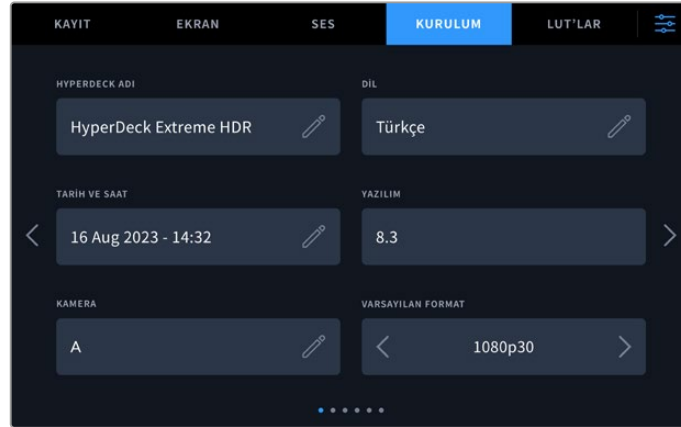 KAYIT EKRAN SES KURULUM LUT'LAR
HYPERDECK ADI DİL
HyperDeck Extreme HDR Türkçe
TARİH VE SAAT YAZILIM
16 Aug 2023 - 14:32 8.3
KAMERA VARSAYILAN FORMAT
A 1080p30